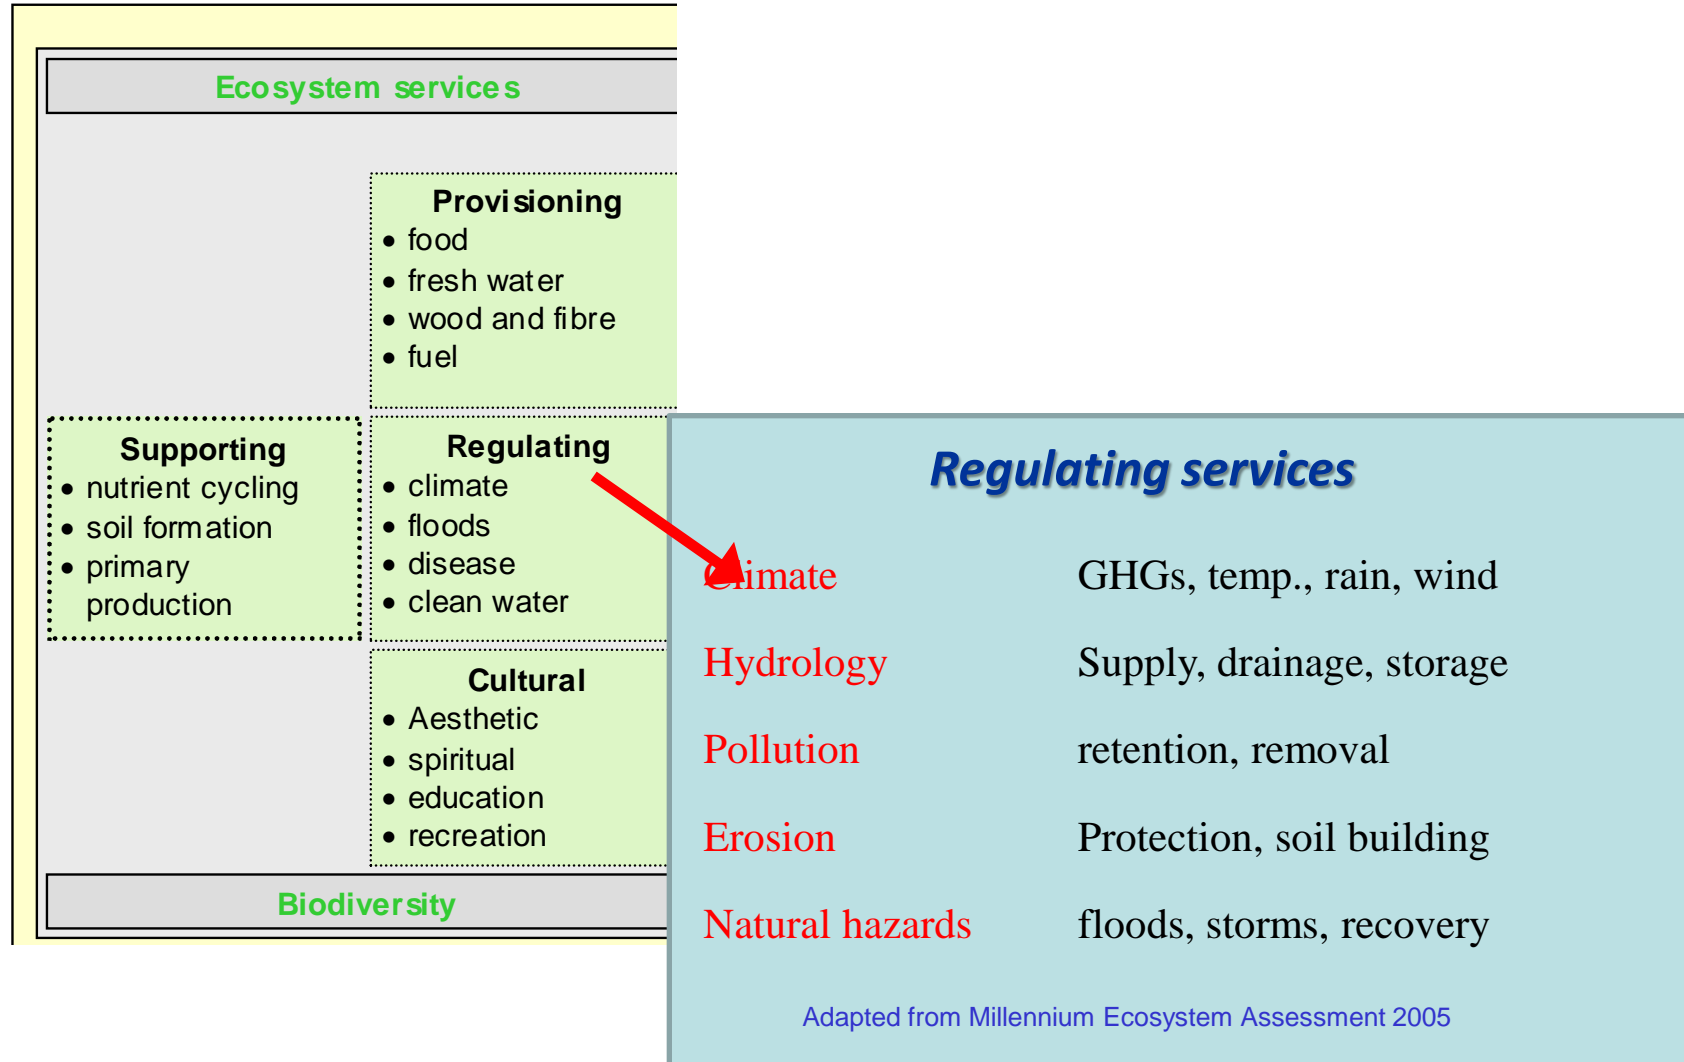 Ecosystem services
Provisioning
• food
• fresh water
• wood and fibre
• fuel
Supporting
• nutrient cycling
• soil formation
• primary
production
Regulating
• climate
• floods
• disease
• clean water
Cultural
• Aesthetic
• spiritual
• education
• recreation
Biodiversity
Regulating services
Climate GHGs, temp., rain, wind
Hydrology Supply, drainage, storage
Pollution retention, removal
Erosion Protection, soil building
Natural hazards floods, storms, recovery
Adapted from Millennium Ecosystem Assessment 2005